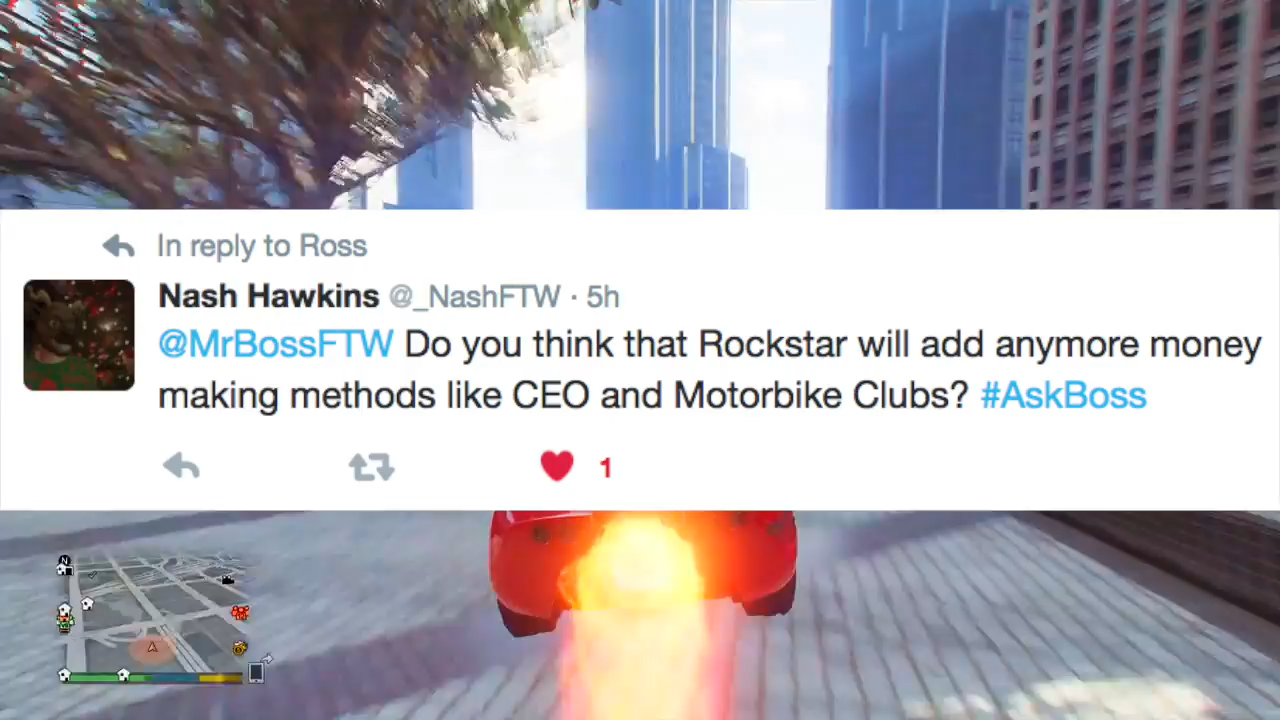 In reply to Ross
Nash Hawkins @_NashFTW · 5h
@MrBossFTW Do you think that Rockstar will add anymore money
making methods like CEO and Motorbike Clubs? #AskBoss
1
N